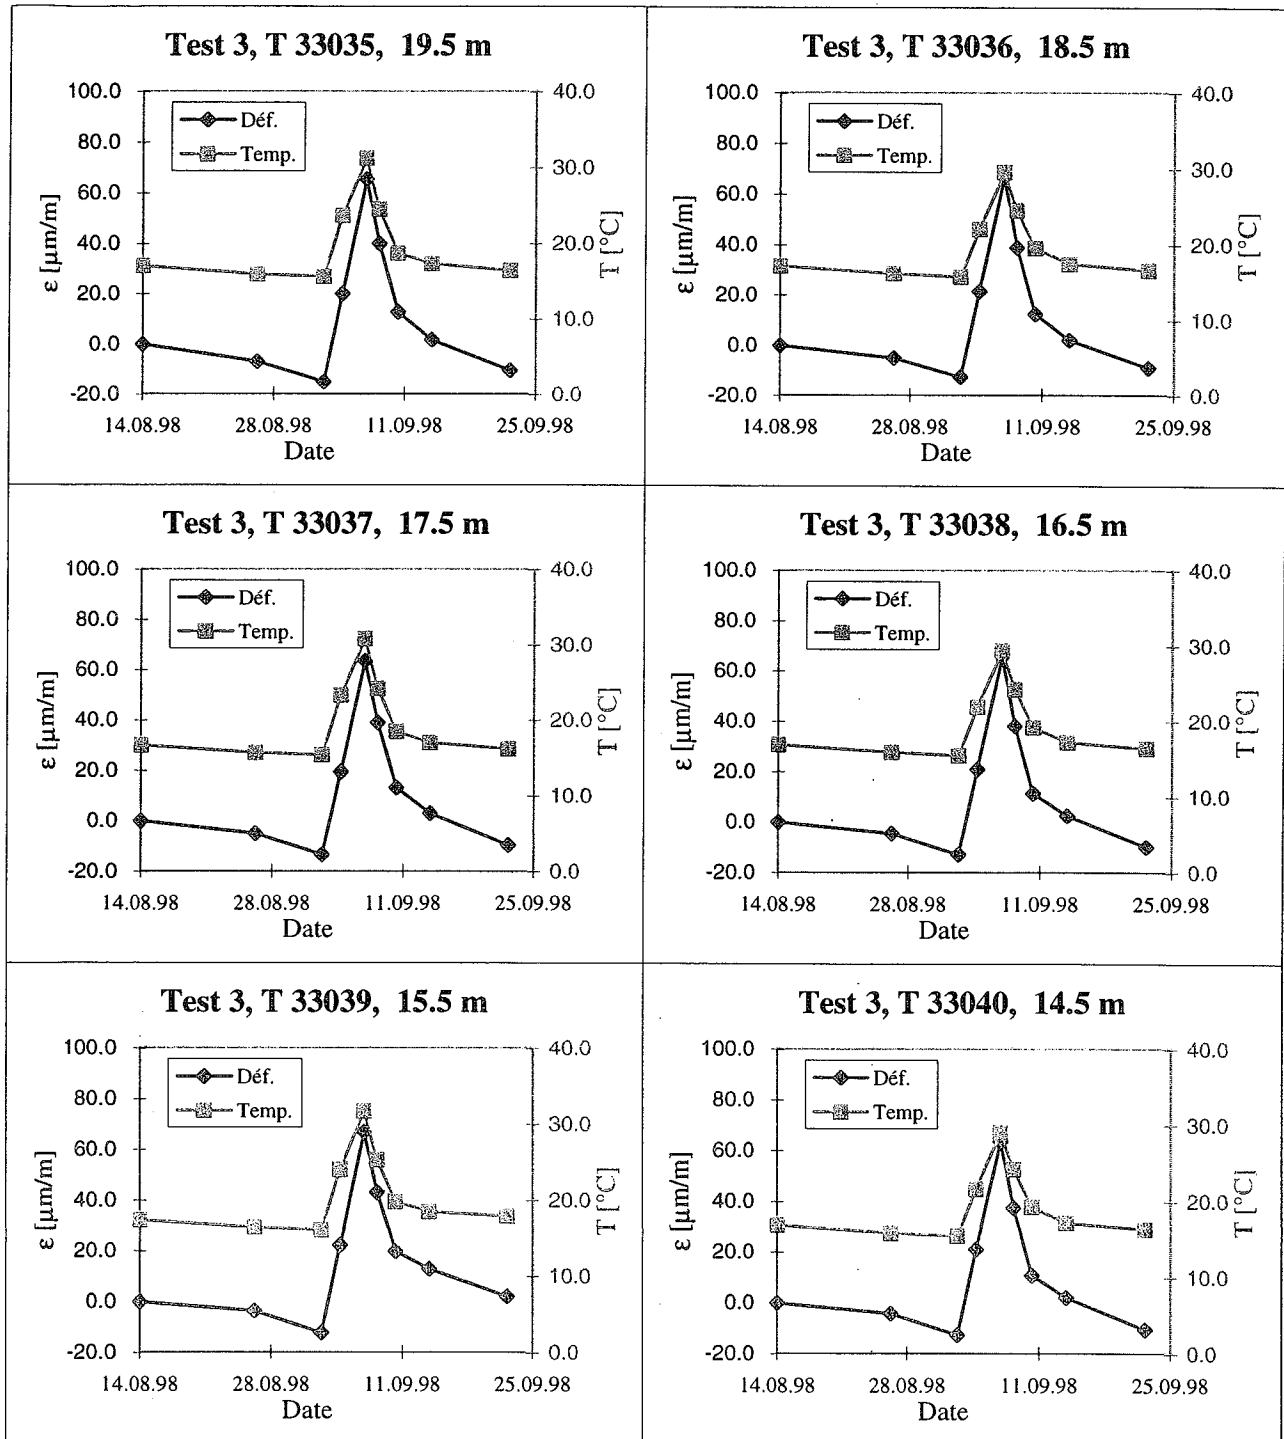 Test 3, T 33035, 19.5 m
100.0
80.0
60.0
40.0
20.0
0.0
-20.0
ε [µm/m]
Déf.
Temp.
40.0
30.0
20.0
10.0
0.0
T [°C]
14.08.98 28.08.98 11.09.98 25.09.98
Date
Test 3, T 33036, 18.5 m
100.0
80.0
60.0
40.0
20.0
0.0
-20.0
ε [µm/m]
Déf.
Temp.
40.0
30.0
20.0
10.0
0.0
T [°C]
14.08.98 28.08.98 11.09.98 25.09.98
Date
Test 3, T 33037, 17.5 m
100.0
80.0
60.0
40.0
20.0
0.0
-20.0
ε [µm/m]
Déf.
Temp.
40.0
30.0
20.0
10.0
0.0
T [°C]
14.08.98 28.08.98 11.09.98 25.09.98
Date
Test 3, T 33038, 16.5 m
100.0
80.0
60.0
40.0
20.0
0.0
-20.0
ε [µm/m]
Déf.
Temp.
40.0
30.0
20.0
10.0
0.0
T [°C]
14.08.98 28.08.98 11.09.98 25.09.98
Date
Test 3, T 33039, 15.5 m
100.0
80.0
60.0
40.0
20.0
0.0
-20.0
ε [µm/m]
Déf.
Temp.
40.0
30.0
20.0
10.0
0.0
T [°C]
14.08.98 28.08.98 11.09.98 25.09.98
Date
Test 3, T 33040, 14.5 m
100.0
80.0
60.0
40.0
20.0
0.0
-20.0
ε [µm/m]
Déf.
Temp.
40.0
30.0
20.0
10.0
0.0
T [°C]
14.08.98 28.08.98 11.09.98 25.09.98
Date